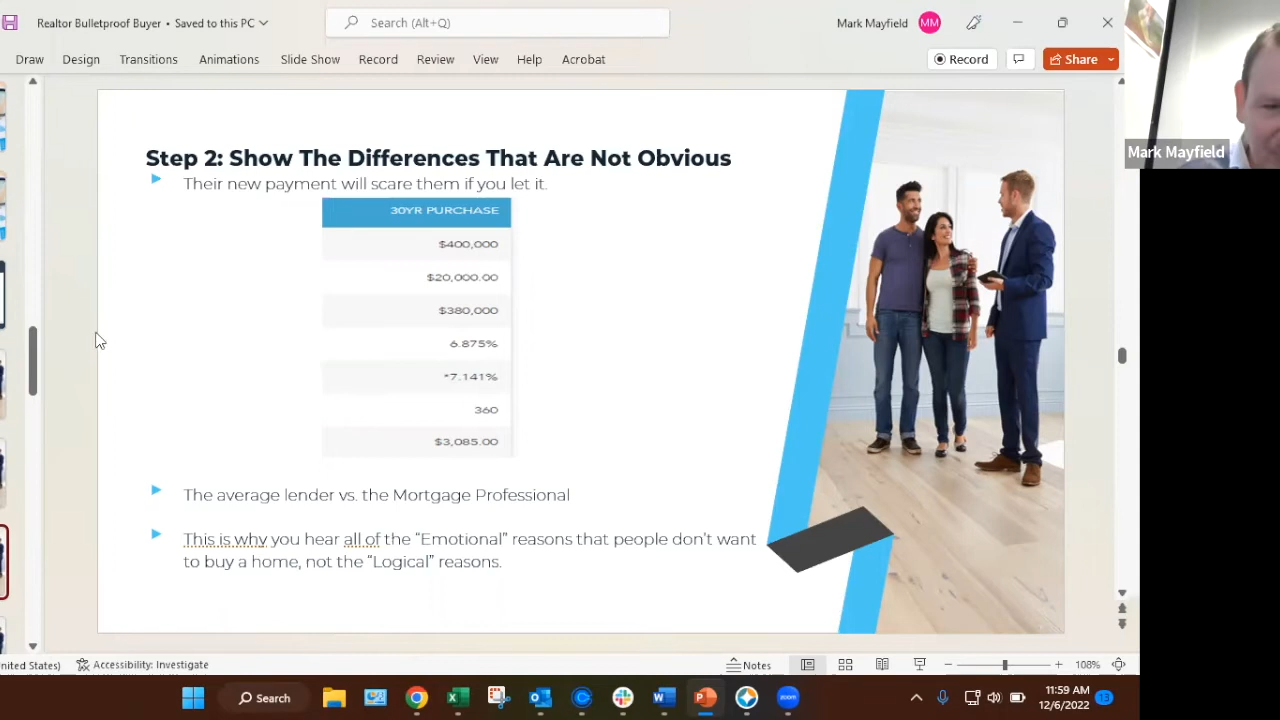 Realtor Bulletproof Buyer • Saved to this PC
Search (Alt+Q)
Mark Mayfield
MM
Draw
Design
Transitions
Animations
Slide Show
Record
Review
View
Help
Acrobat
Record
Share
Mark Mayfield
Step 2: Show The Differences That Are Not Obvious
Their new payment will scare them if you let it.
30YR PURCHASE
$400,000
$20,000.00
$380,000
6.875%
*7.141%
360
$3,085.00
The average lender vs. the Mortgage Professional
This is why you hear all of the “Emotional” reasons that people don’t want
to buy a home, not the “Logical” reasons.
nited States)
Accessibility: Investigate
Notes
108%
Search
zoom
11:59 AM
12/6/2022